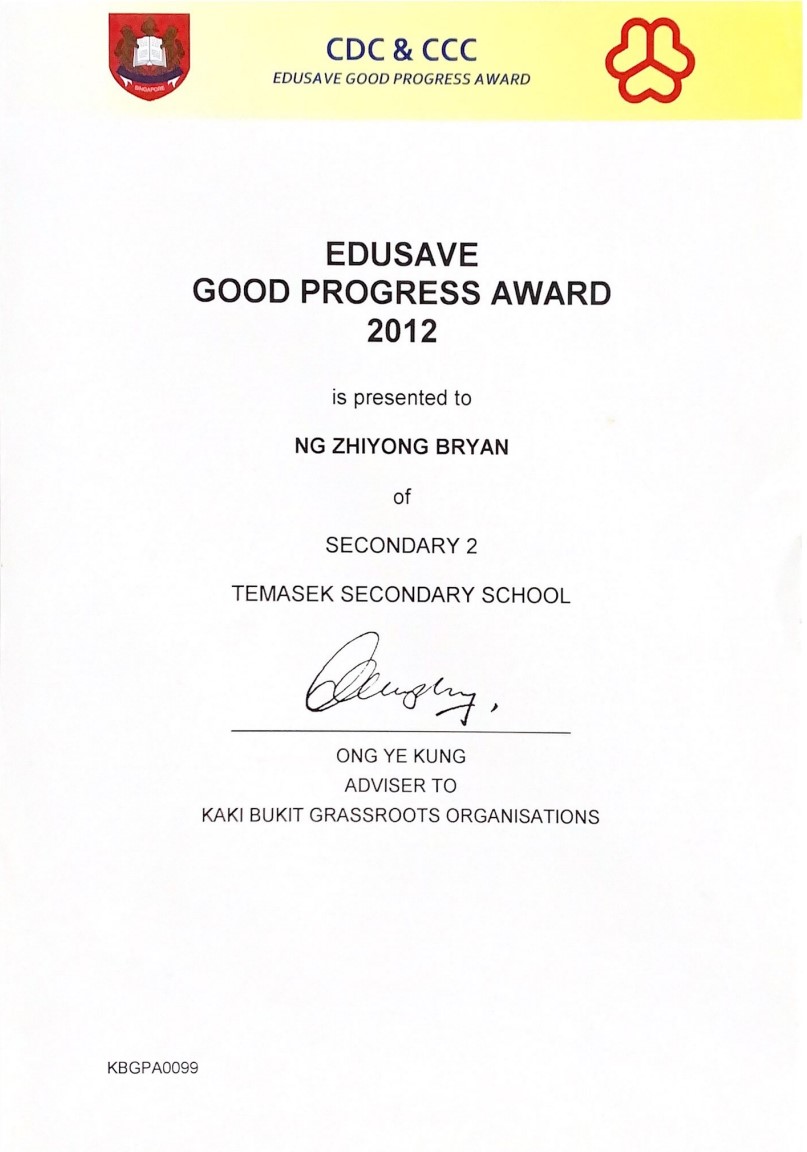 SINGAPORE
CDC & CCC
EDUSAVE GOOD PROGRESS AWARD
EDUSAVE
GOOD PROGRESS AWARD
2012
is presented to
NG ZHIYONG BRYAN
of
SECONDARY 2
TEMASEK SECONDARY SCHOOL
ONG YE KUNG
ADVISER TO
KAKI BUKIT GRASSROOTS ORGANISATIONS
KBGPA0099